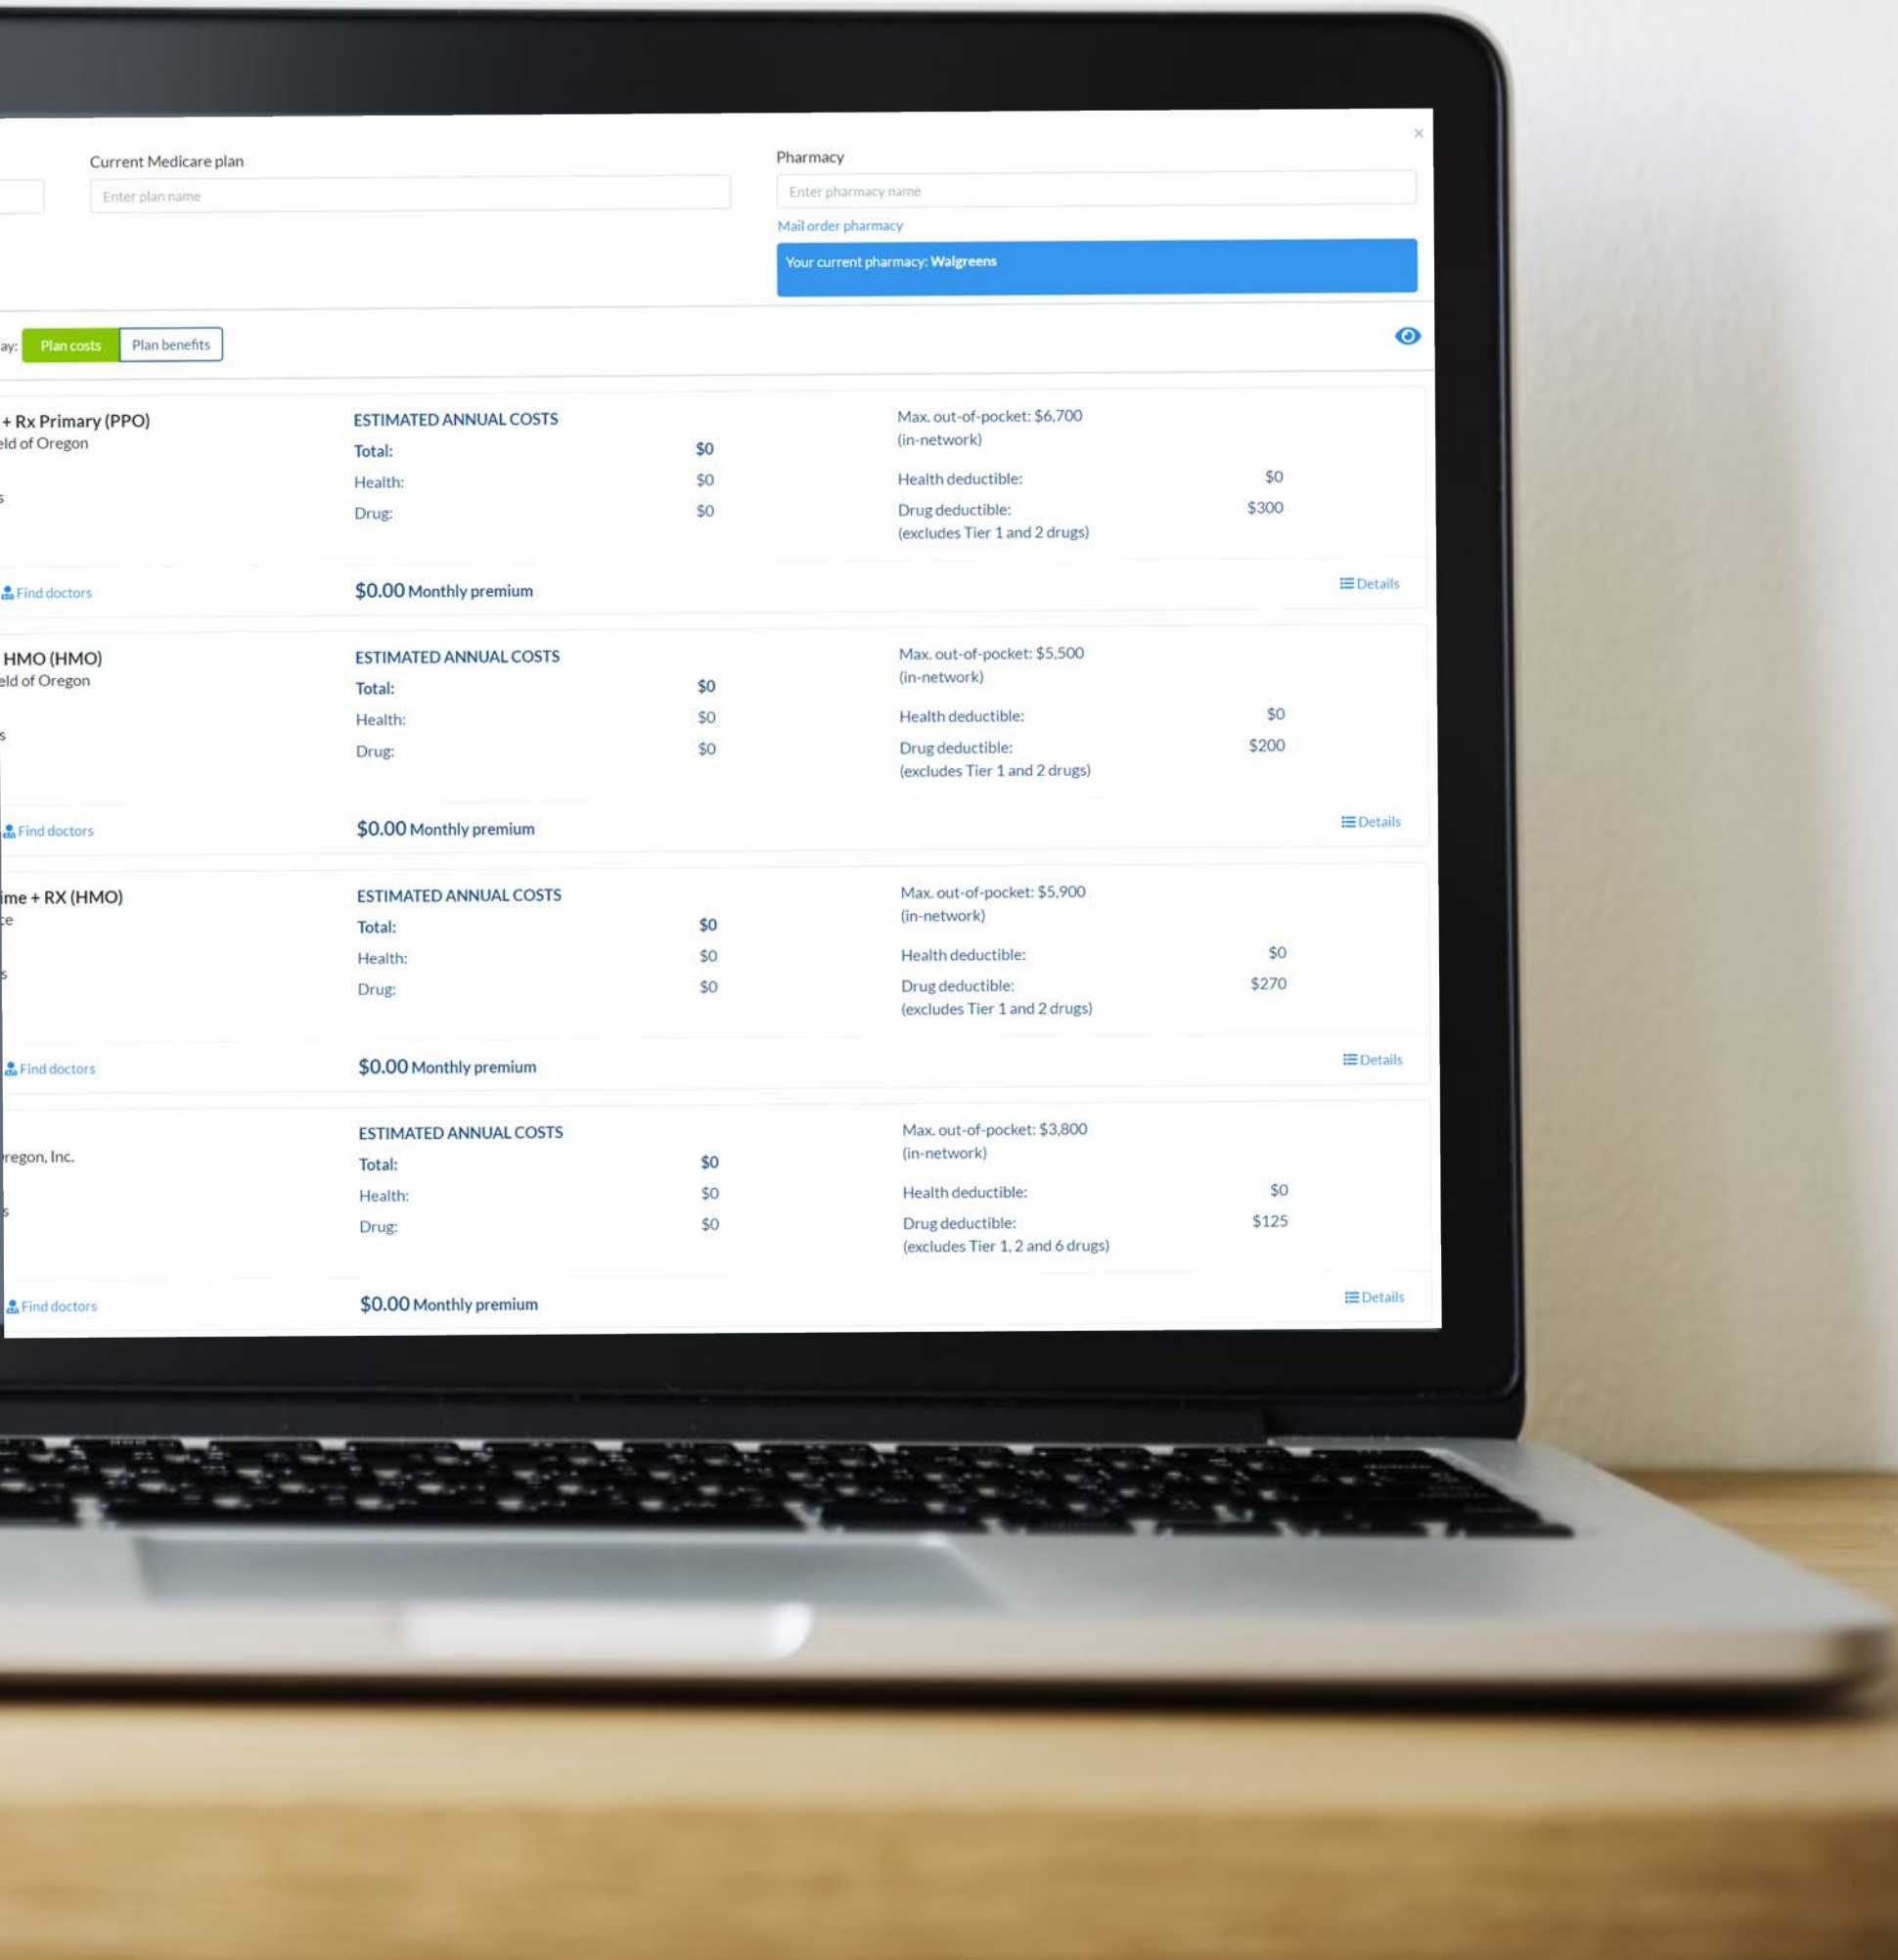 Current Medicare plan
Enter plan name
Pharmacy
Enter pharmacy name
Mail order pharmacy
Your current pharmacy: Walgreens
ay: Plan costs Plan benefits
+ Rx Primary (PPO)
eld of Oregon
s
Find doctors
ESTIMATED ANNUAL COSTS
Total: $0
Health: $0
Drug: $0
$0.00 Monthly premium
Max. out-of-pocket: $6,700
(in-network)
Health deductible: $0
Drug deductible: $300
(excludes Tier 1 and 2 drugs)
Details
HMO (HMO)
eld of Oregon
s
Find doctors
ESTIMATED ANNUAL COSTS
Total: $0
Health: $0
Drug: $0
$0.00 Monthly premium
Max. out-of-pocket: $5,500
(in-network)
Health deductible: $0
Drug deductible: $200
(excludes Tier 1 and 2 drugs)
Details
ime + RX (HMO)
ce
s
Find doctors
ESTIMATED ANNUAL COSTS
Total: $0
Health: $0
Drug: $0
$0.00 Monthly premium
Max. out-of-pocket: $5,900
(in-network)
Health deductible: $0
Drug deductible: $270
(excludes Tier 1 and 2 drugs)
Details
regon, Inc.
s
Find doctors
ESTIMATED ANNUAL COSTS
Total: $0
Health: $0
Drug: $0
$0.00 Monthly premium
Max. out-of-pocket: $3,800
(in-network)
Health deductible: $0
Drug deductible: $125
(excludes Tier 1, 2 and 6 drugs)
Details